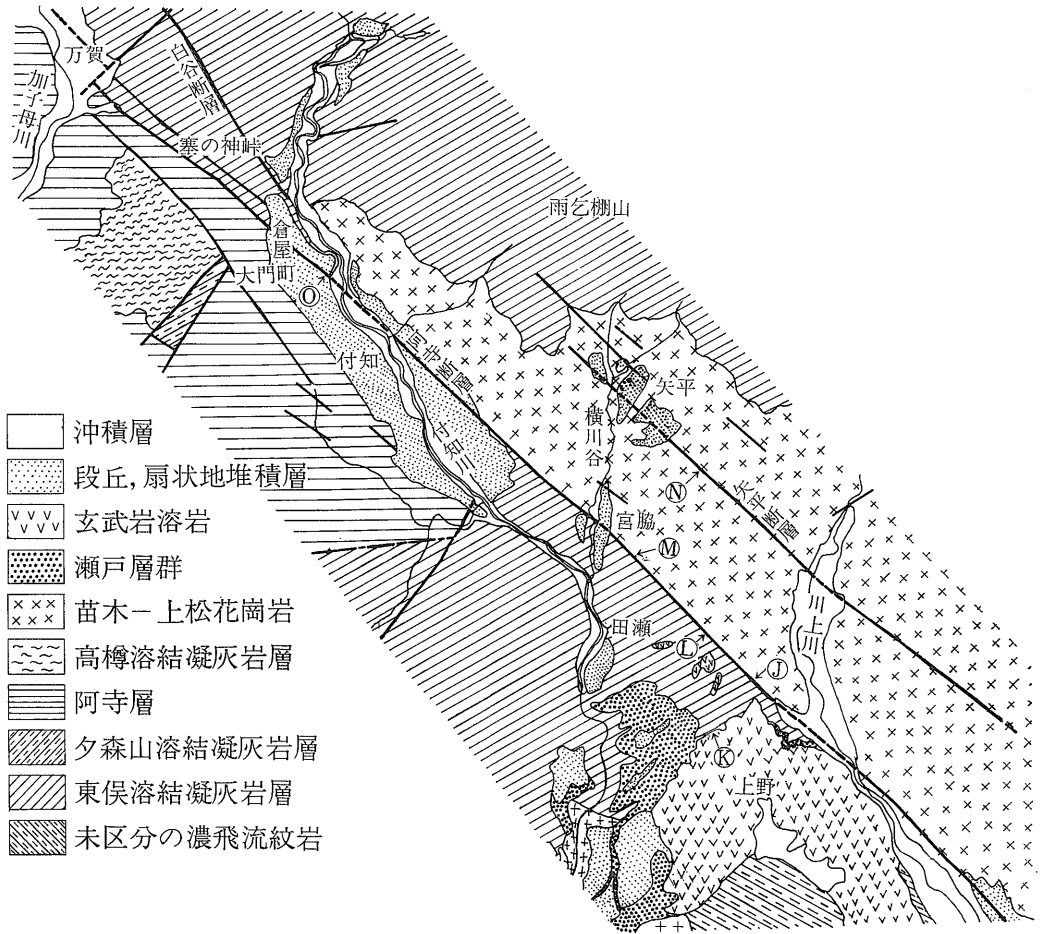 万賀
加子母川
白谷断層
塞の神峠
倉屋
大門町
O
付知
付知川
阿寺断層
雨乞棚山
矢平
横川谷
N
矢平断層
宮脇
M
川上川
田瀬
L
J
K
上野
沖積層
段丘，扇状地堆積層
玄武岩溶岩
瀬戸層群
苗木－上松花崗岩
高樽溶結凝灰岩層
阿寺層
夕森山溶結凝灰岩層
東俣溶結凝灰岩層
未区分の濃飛流紋岩